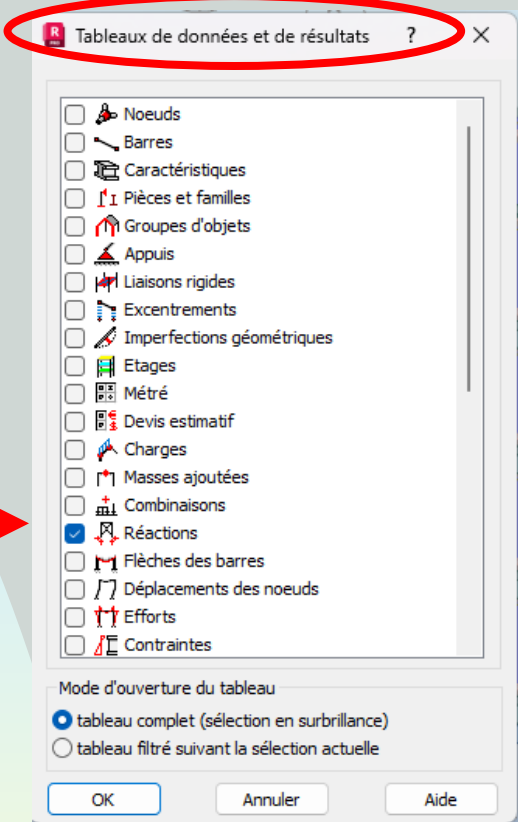 R
PRO
Tableaux de données et de résultats ?
Noeuds
Barres
Caractéristiques
Pièces et familles
Groupes d'objets
Appuis
Liaisons rigides
Excentrements
Imperfections géométriques
Etages
Métré
Devis estimatif
Charges
Masses ajoutées
Combinaisons
Réactions
Flèches des barres
Déplacements des noeuds
Efforts
Contraintes
Mode d'ouverture du tableau
tableau complet (sélection en surbrillance)
tableau filtré suivant la sélection actuelle
OK Annuler Aide